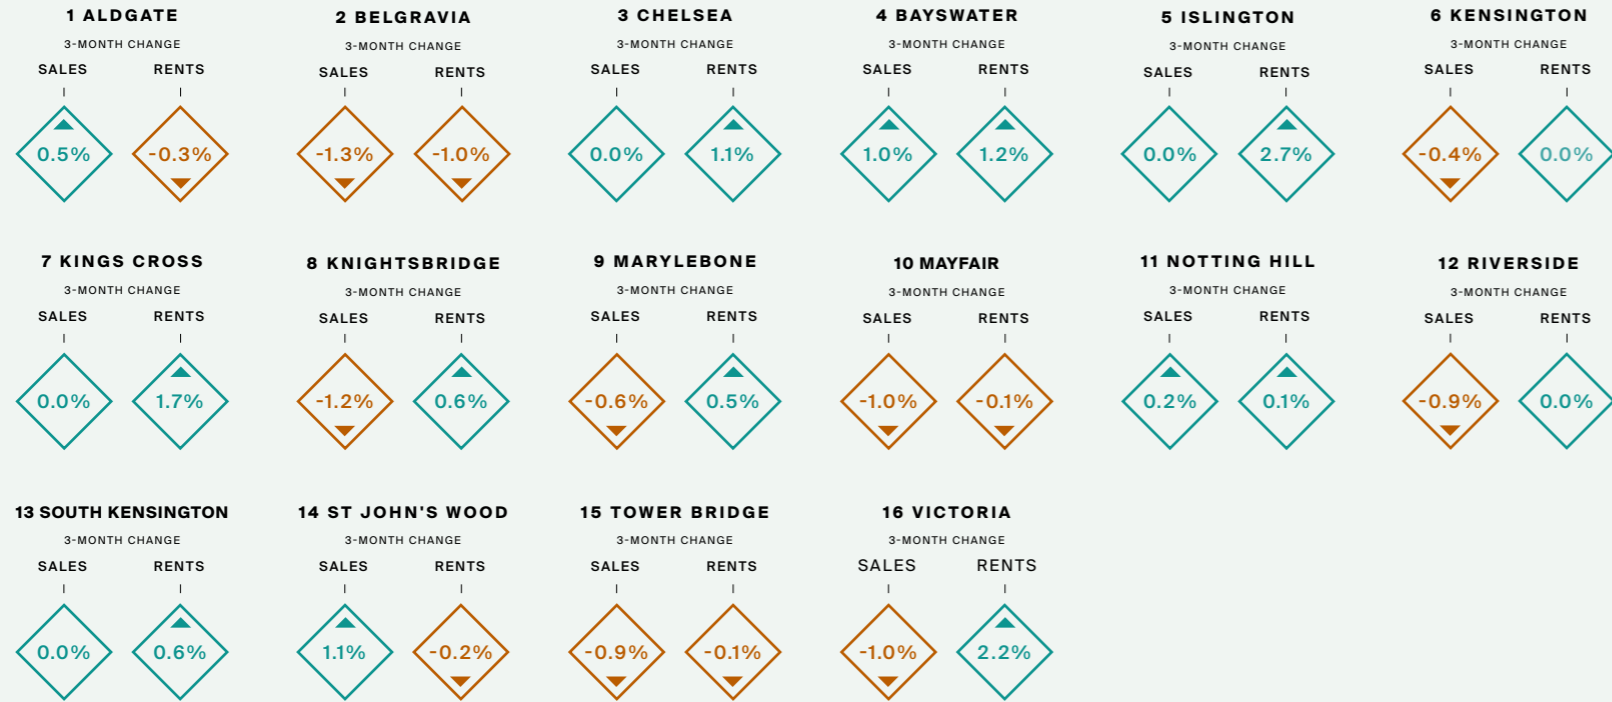 1 ALDGATE
3-MONTH CHANGE
SALES RENTS
0.5% -0.3%
2 BELGRAVIA
3-MONTH CHANGE
SALES RENTS
-1.3% -1.0%
3 CHELSEA
3-MONTH CHANGE
SALES RENTS
0.0% 1.1%
4 BAYSWATER
3-MONTH CHANGE
SALES RENTS
1.0% 1.2%
5 ISLINGTON
3-MONTH CHANGE
SALES RENTS
0.0% 2.7%
6 KENSINGTON
3-MONTH CHANGE
SALES RENTS
-0.4% 0.0%
7 KINGS CROSS
3-MONTH CHANGE
SALES RENTS
0.0% 1.7%
8 KNIGHTSBRIDGE
3-MONTH CHANGE
SALES RENTS
-1.2% 0.6%
9 MARYLEBONE
3-MONTH CHANGE
SALES RENTS
-0.6% 0.5%
10 MAYFAIR
3-MONTH CHANGE
SALES RENTS
-1.0% -0.1%
11 NOTTING HILL
3-MONTH CHANGE
SALES RENTS
0.2% 0.1%
12 RIVERSIDE
3-MONTH CHANGE
SALES RENTS
-0.9% 0.0%
13 SOUTH KENSINGTON
3-MONTH CHANGE
SALES RENTS
0.0% 0.6%
14 ST JOHN'S WOOD
3-MONTH CHANGE
SALES RENTS
1.1% -0.2%
15 TOWER BRIDGE
3-MONTH CHANGE
SALES RENTS
-0.9% -0.1%
16 VICTORIA
3-MONTH CHANGE
SALES RENTS
-1.0% 2.2%